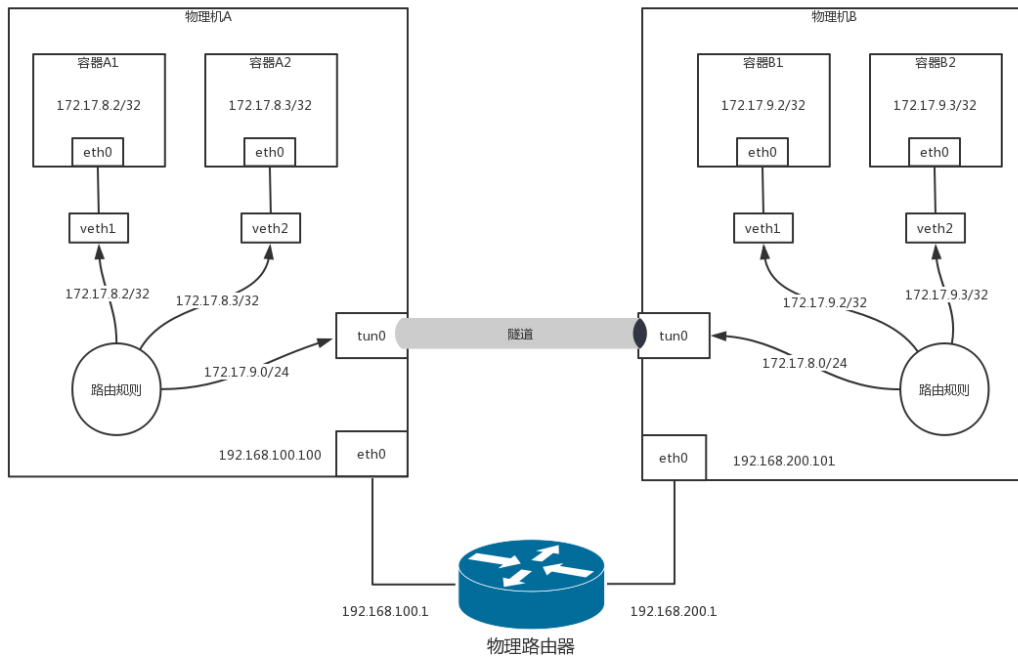 物理机A
物理机B
容器A1
容器A2
容器B1
容器B2
172.17.8.2/32
172.17.8.3/32
172.17.9.2/32
172.17.9.3/32
eth0
eth0
eth0
eth0
veth1
veth2
veth1
veth2
172.17.8.2/32
172.17.8.3/32
172.17.9.2/32
172.17.9.3/32
tun0
隧道
tun0
172.17.9.0/24
172.17.8.0/24
路由规则
路由规则
192.168.100.100
eth0
eth0
192.168.200.101
192.168.100.1
192.168.200.1
物理路由器